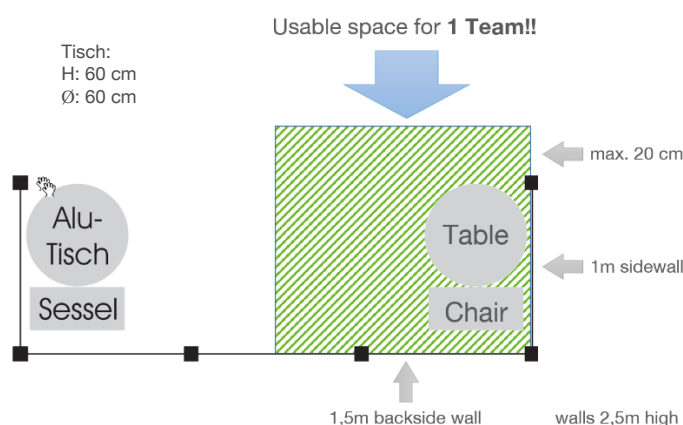 Usable space for 1 Team!!
Tisch:
H: 60 cm
Ø: 60 cm
max. 20 cm
Alu-
Tisch
Table
1m sidewall
Sessel
Chair
1,5m backside wall
walls 2,5m high